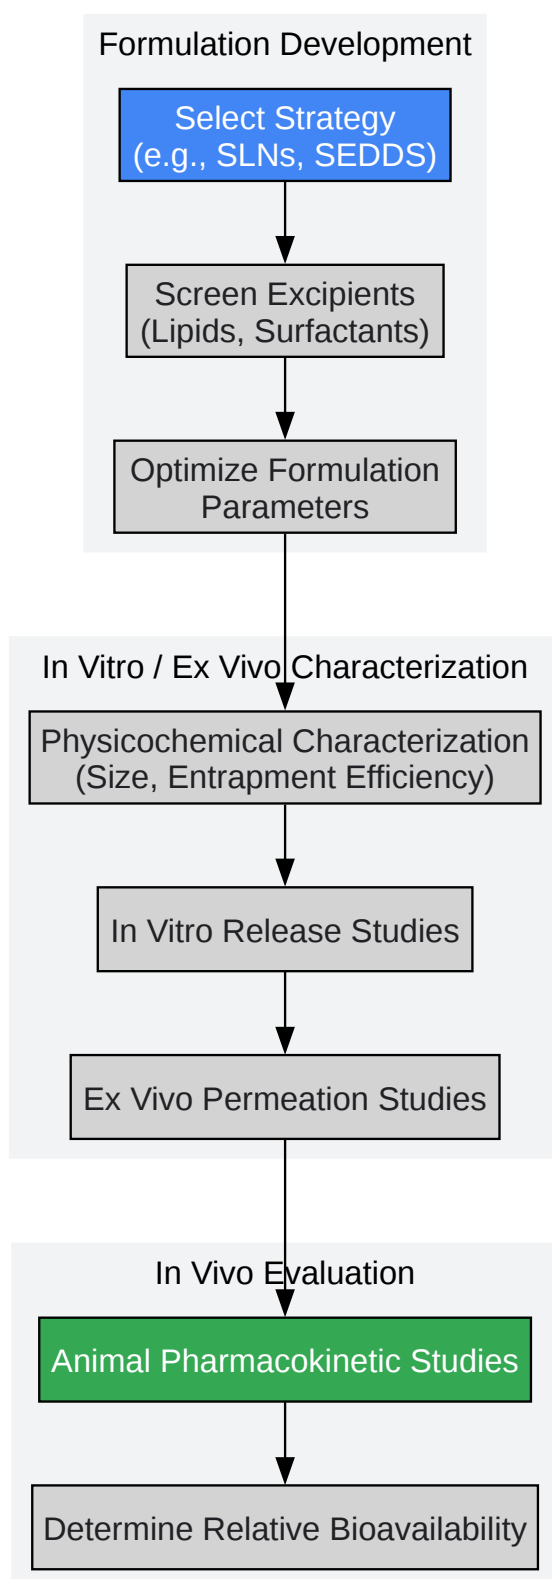 Formulation Development
Select Strategy
(e.g., SLNs, SEDDS)
Screen Excipients
(Lipids, Surfactants)
Optimize Formulation
Parameters
In Vitro / Ex Vivo Characterization
Physicochemical Characterization
(Size, Entrapment Efficiency)
In Vitro Release Studies
Ex Vivo Permeation Studies
In Vivo Evaluation
Animal Pharmacokinetic Studies
Determine Relative Bioavailability